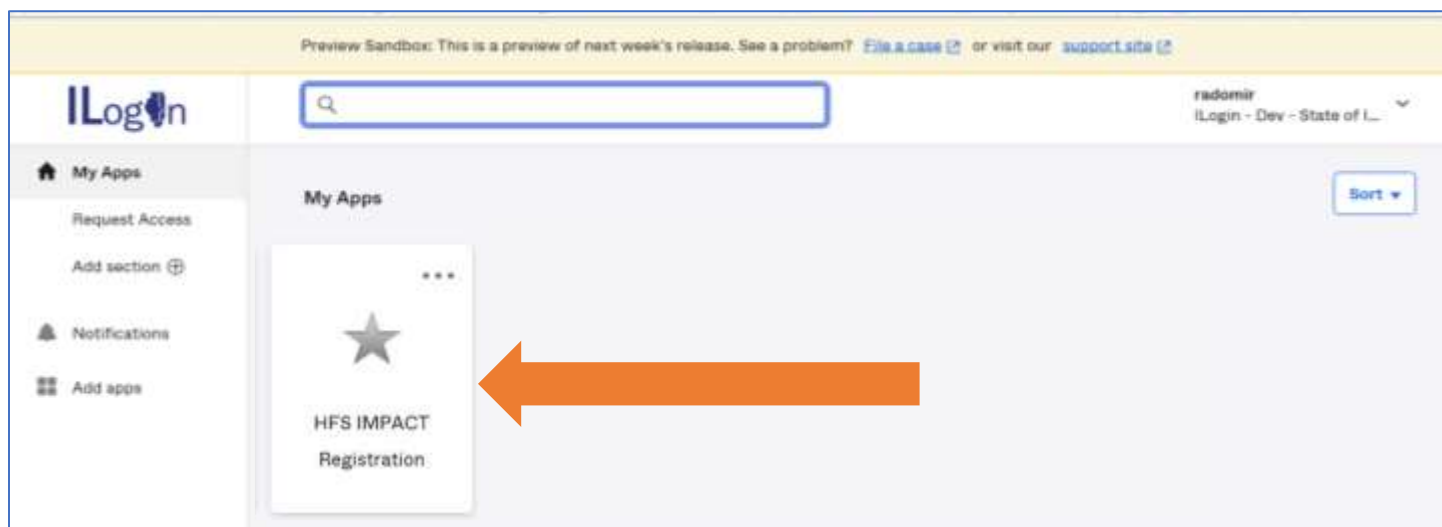 Preview Sandbox: This is a preview of next week's release. See a problem? File a case or visit our support site
ILogin
radomir
ILogin - Dev - State of I...
My Apps
Request Access
Add section
Notifications
Add apps
My Apps
Sort
HFS IMPACT
Registration